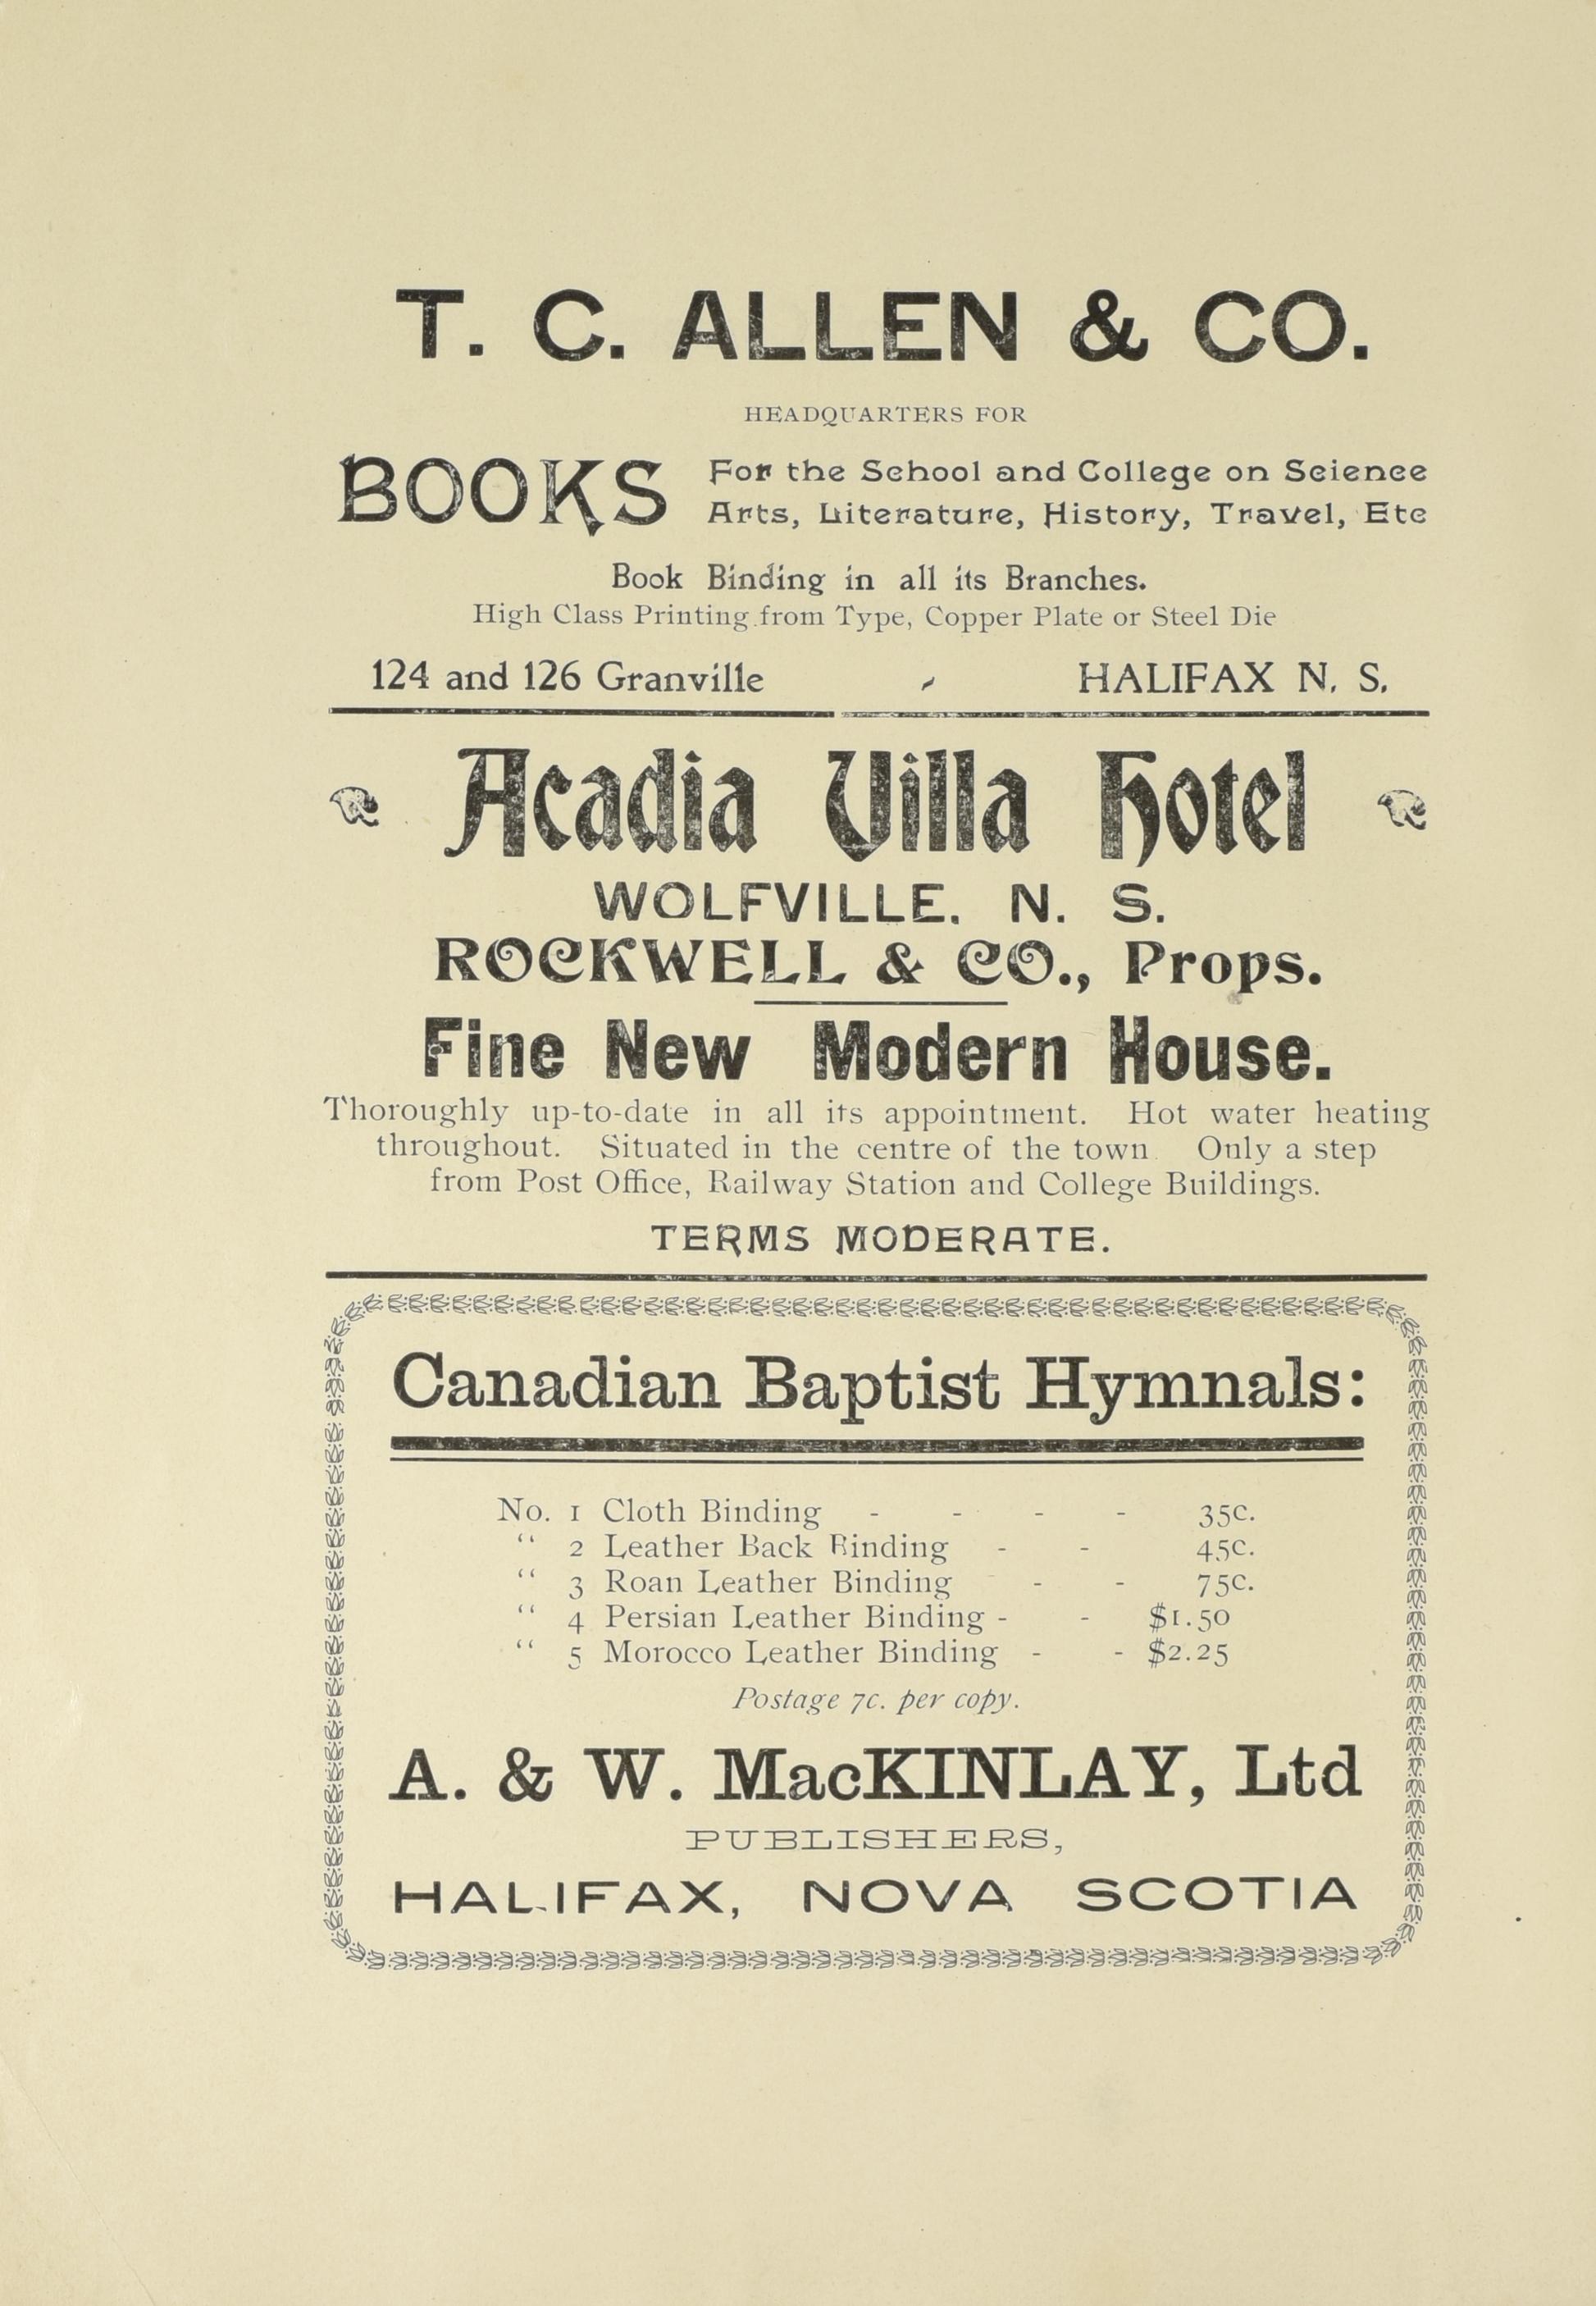 T. C. ALLEN & CO.
HEADQUARTERS FOR
BOOKS For the School and College on Science
Arts, Literature, History, Travel, Etc
Book Binding in all its Branches.
High Class Printing from Type, Copper Plate or Steel Die
124 and 126 Granville - HALIFAX N. S.
Acadia Villa Hotel
WOLFVILLE. N. S.
ROCKWELL & CO., Props.
Fine New Modern House.
Thoroughly up-to-date in all its appointment. Hot water heating
throughout. Situated in the centre of the town. Only a step
from Post Office, Railway Station and College Buildings.
TERMS MODERATE.
Canadian Baptist Hymnals:
No. 1 Cloth Binding - - - - 35c.
“ 2 Leather Back Binding - - 45c.
“ 3 Roan Leather Binding - - 75c.
“ 4 Persian Leather Binding - - $1.50
“ 5 Morocco Leather Binding - - $2.25
Postage 7c. per copy.
A. & W. MacKINLAY, Ltd
PUBLISHERS,
HALIFAX, NOVA SCOTIA